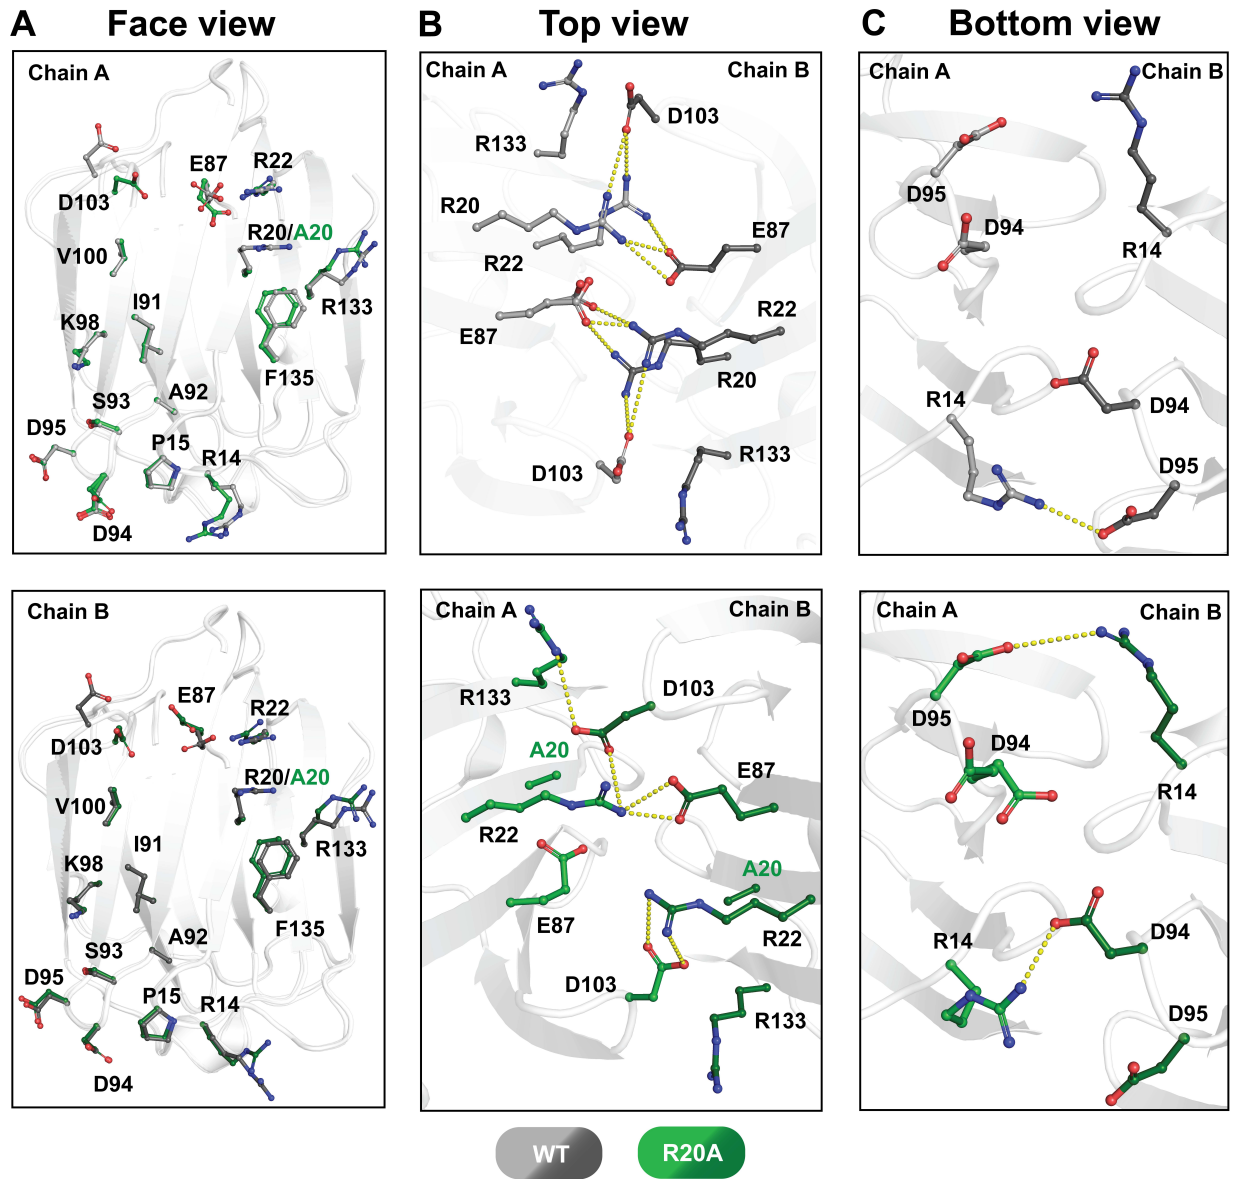 A Face view
Chain A
D103
E87
R22
R20/A20
V100
R133
I91
K98
F135
A92
S93
D95
P15
R14
D94
Chain B
E87
R22
D103
R20/A20
V100
I91
R133
K98
F135
A92
S93
D95
P15
R14
D94
B Top view
Chain A Chain B
D103
R133
R20
E87
R22
R22
E87
R20
R133
D103
Chain A Chain B
R133
D103
A20
E87
R22
A20
E87
R22
D103
R133
C Bottom view
Chain A Chain B
D95
D94
R14
R14
D94
D95
Chain A Chain B
D95
D94
R14
R14
D94
D95
WT
R20A